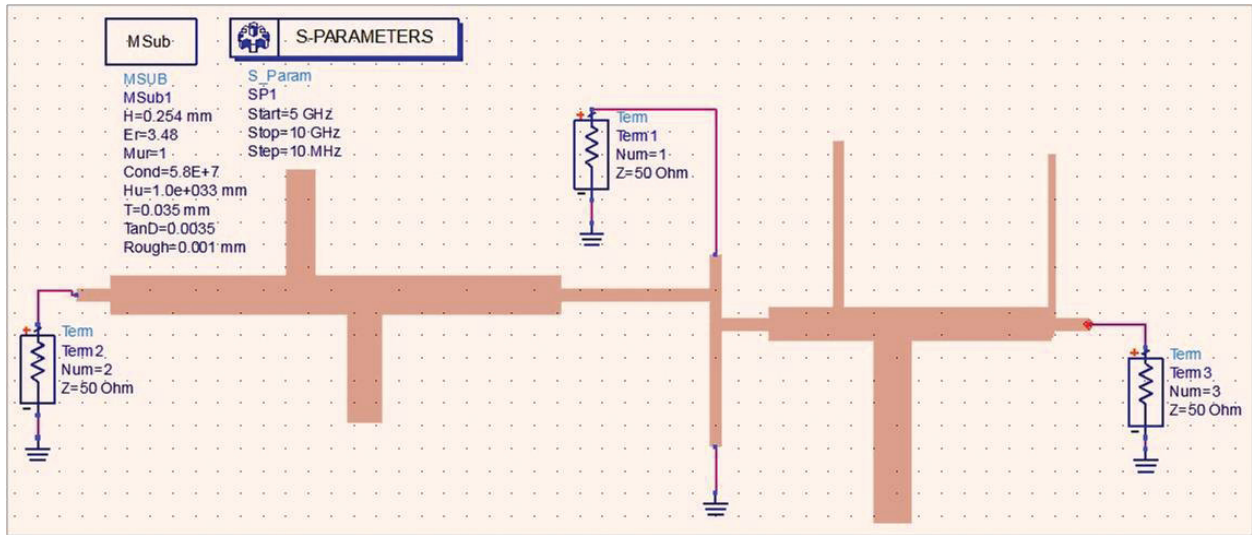 MSub
S-PARAMETERS
MSUB
MSub1
H=0.254 mm
Er=3.48
Mur=1
Cond=5.8E+7
Hu=1.0e+033 mm
T=0.035 mm
TanD=0.0035
Rough=0.001 mm
S_Param
SP1
Start=5 GHz
Stop=10 GHz
Step=10 MHz
+
Term
Term1
Num=1
Z=50 Ohm
-
+
Term
Term2
Num=2
Z=50 Ohm
-
+
Term
Term3
Num=3
Z=50 Ohm
-